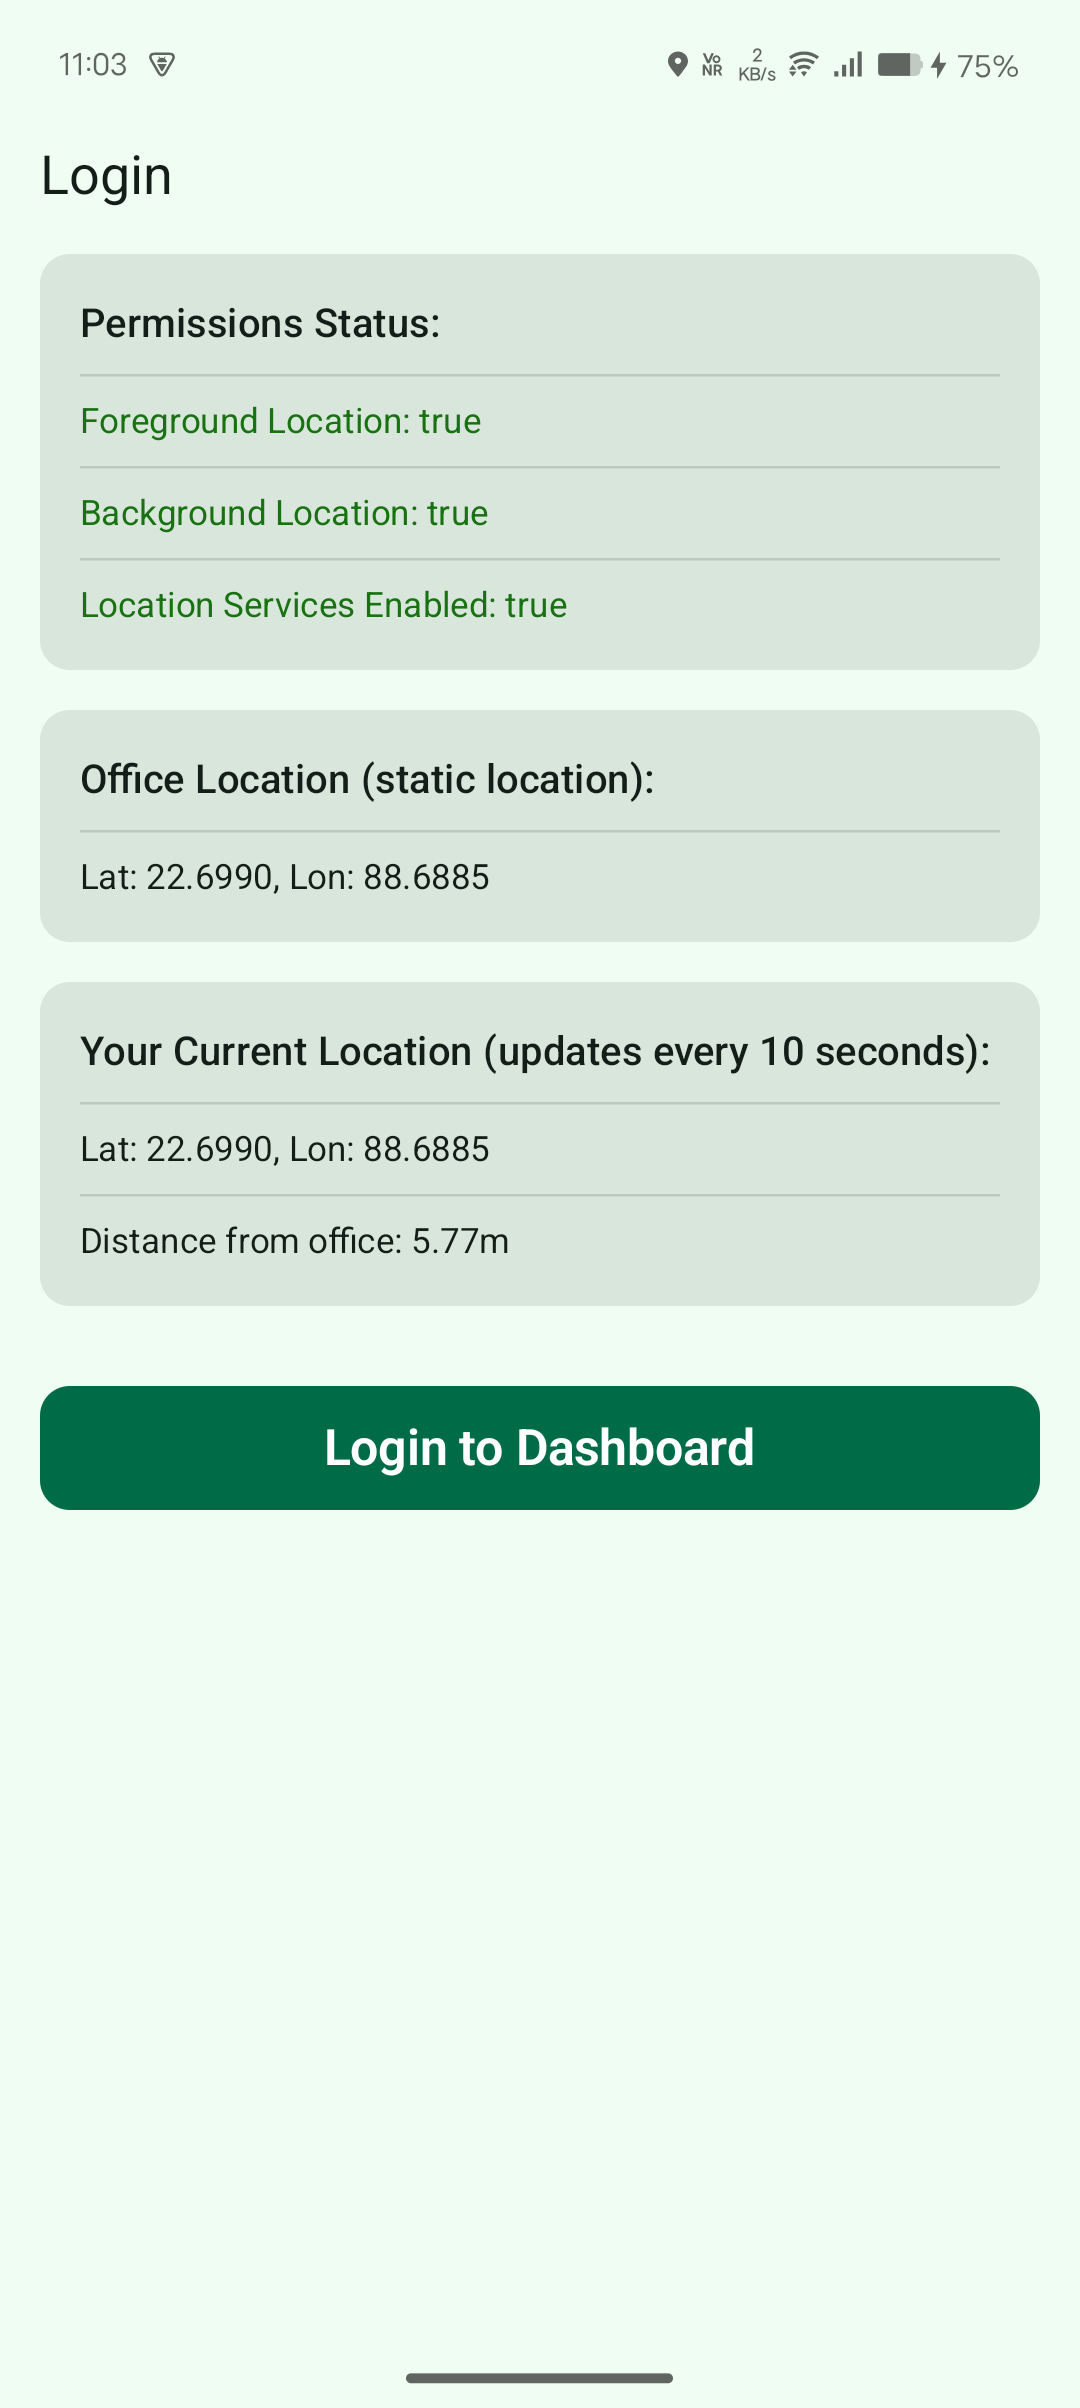 11:03
Vo NR
2 KB/s
75%
Login
Permissions Status:
Foreground Location: true
Background Location: true
Location Services Enabled: true
Office Location (static location):
Lat: 22.6990, Lon: 88.6885
Your Current Location (updates every 10 seconds):
Lat: 22.6990, Lon: 88.6885
Distance from office: 5.77m
Login to Dashboard